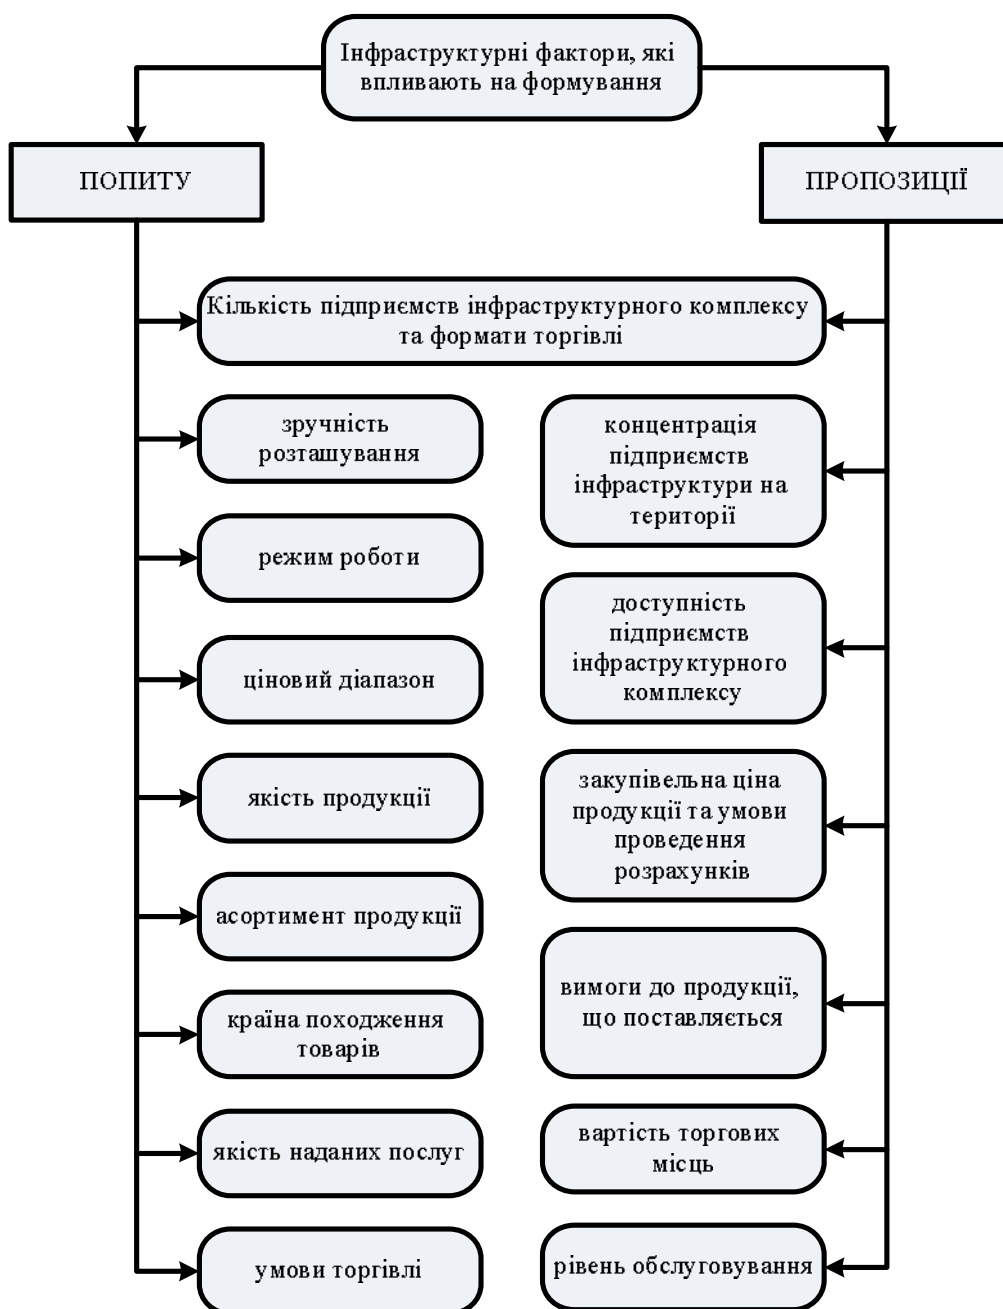 Інфраструктурні фактори, які
впливають на формування
ПОПИТУ
ПРОПОЗИЦІЇ
Кількість підприємств інфраструктурного комплексу
та формати торгівлі
зручність
розташування
режим роботи
ціновий діапазон
якість продукції
асортимент продукції
країна походження
товарів
якість наданих послуг
умови торгівлі
концентрація
підприємств
інфраструктури на
території
доступність
підприємств
інфраструктурного
комплексу
закупівельна ціна
продукції та умови
проведення
розрахунків
вимоги до продукції,
що поставляється
вартість торгових
місць
рівень обслуговування